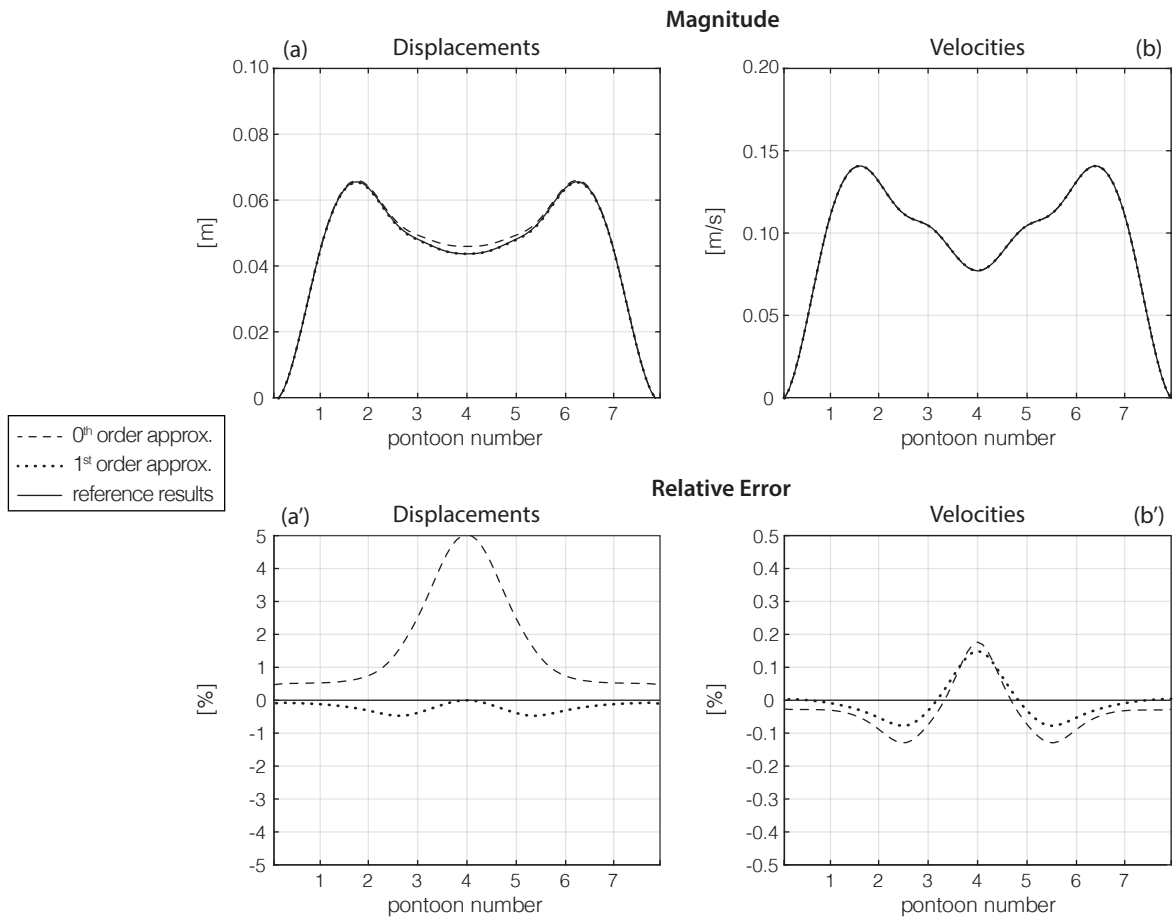 Magnitude
(a) Displacements
Velocities (b)
0.10
0.08
0.06
0.04
0.02
0
[m]
1 2 3 4 5 6 7
pontoon number
0.20
0.15
0.10
0.05
0
[m/s]
1 2 3 4 5 6 7
pontoon number
0th order approx.
1st order approx.
reference results
Relative Error
(a') Displacements
Velocities (b')
5
4
3
2
1
0
-1
-2
-3
-4
-5
[%]
1 2 3 4 5 6 7
pontoon number
0.5
0.4
0.3
0.2
0.1
0
-0.1
-0.2
-0.3
-0.4
-0.5
[%]
1 2 3 4 5 6 7
pontoon number